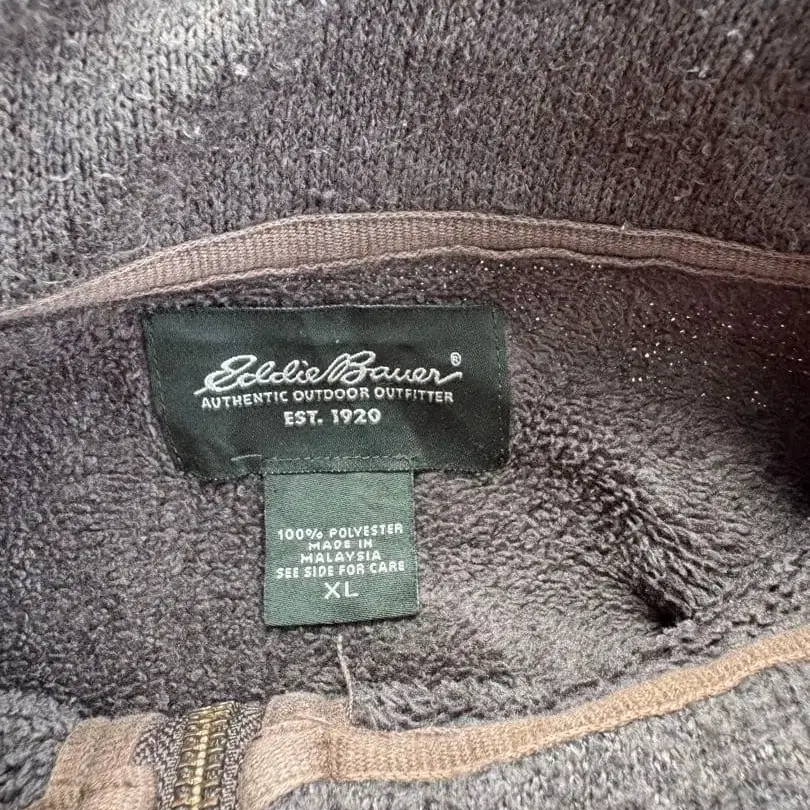 Eddie Bauer®
AUTHENTIC OUTDOOR OUTFITTER
EST. 1920
100% POLYESTER
MADE IN
MALAYSIA
SEE SIDE FOR CARE
XL